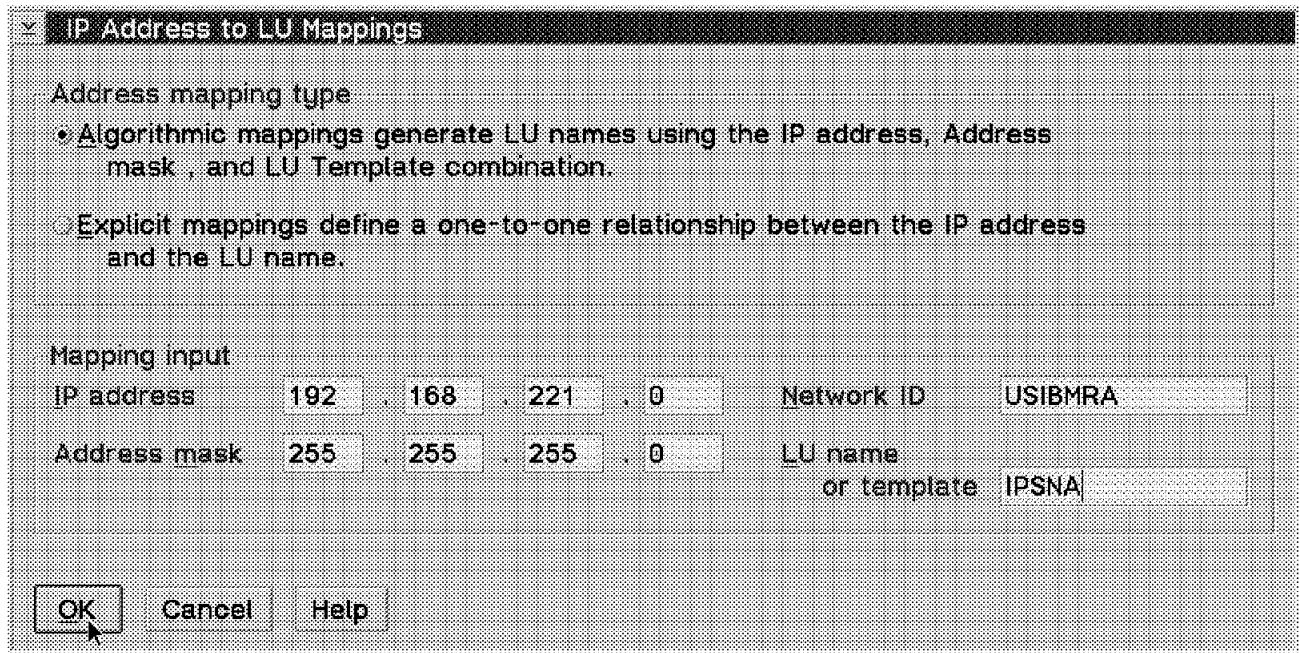 IP Address to LU Mappings
Address mapping type
Algorithmic mappings generate LU names using the IP address, Address
mask , and LU Template combination.
Explicit mappings define a one-to-one relationship between the IP address
and the LU name.
Mapping input
IP address 192 . 168 . 221 . 0 Network ID USIBMRA
Address mask 255 . 255 . 255 . 0 LU name
or template IPSNA
OK Cancel Help